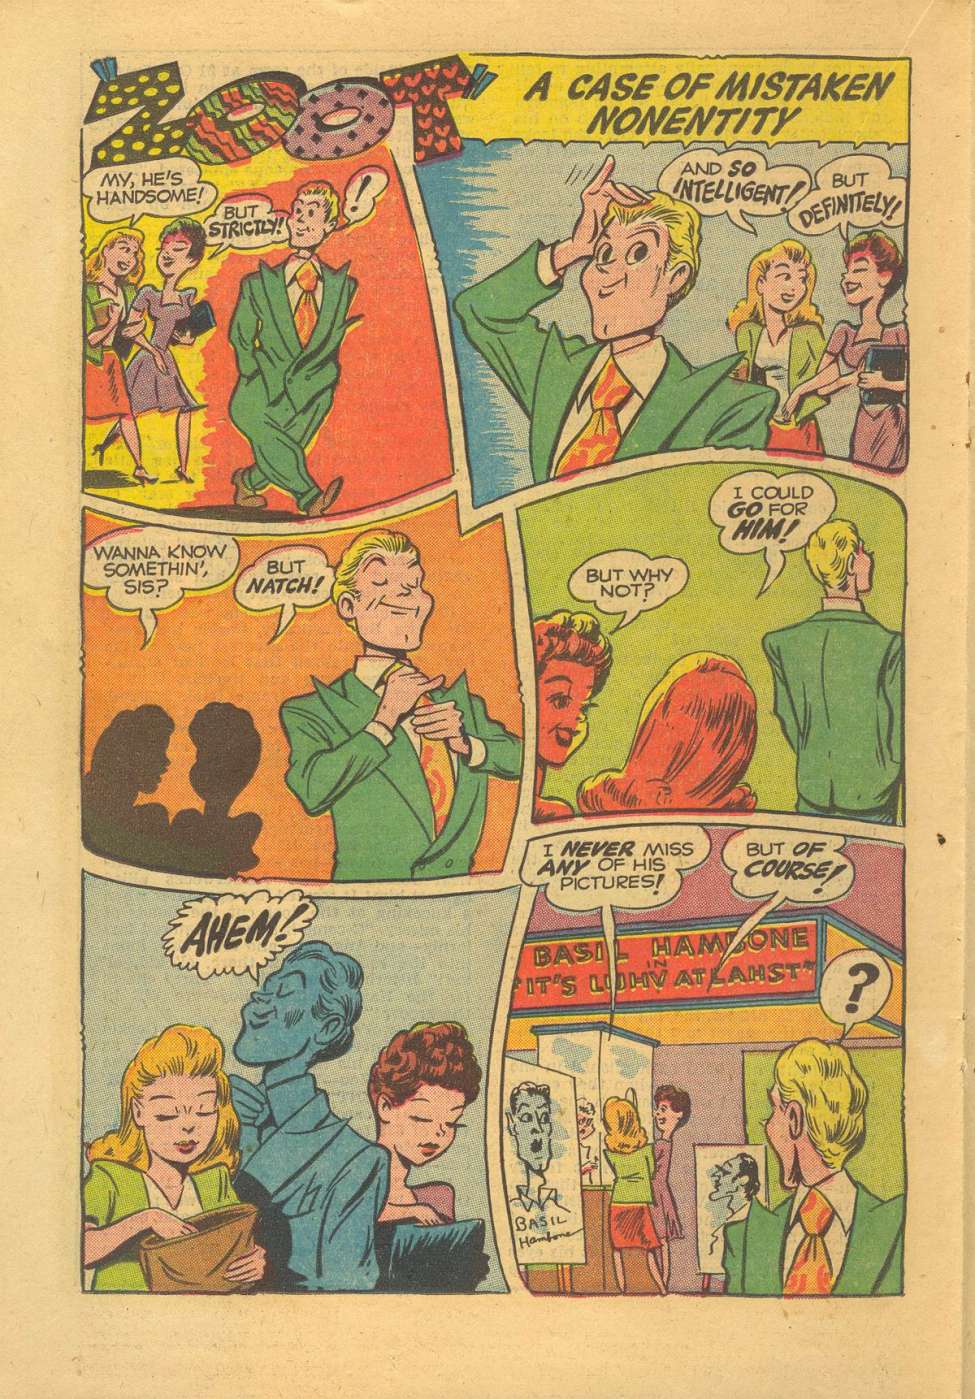 ZOOT
A CASE OF MISTAKEN
NONENTITY
MY, HE'S
HANDSOME!
BUT
STRICTLY!
!
AND SO
INTELLIGENT!
BUT
DEFINITELY!
WANNA KNOW
SOMETHIN',
SIS?
BUT
NATCH!
BUT WHY
NOT?
I COULD
GO FOR
HIM!
AHEM!
I NEVER MISS
ANY OF HIS
PICTURES!
BUT OF
COURSE!
BASIL HAMBONE
IN
"IT'S LUHV AT LAHST"
?
BASIL
Hambone